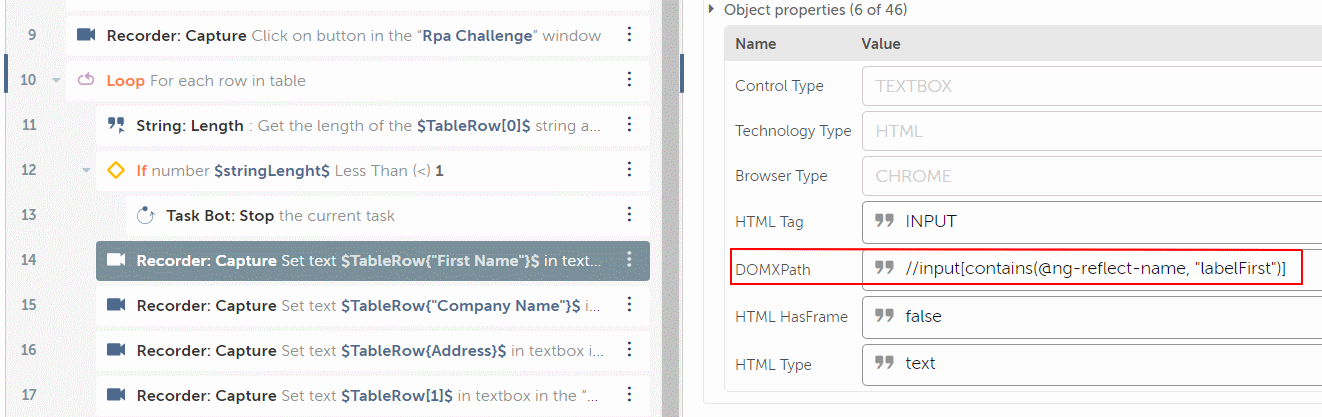 9 Recorder: Capture Click on button in the “Rpa Challenge” window
10 Loop For each row in table
11 String: Length : Get the length of the $TableRow[0]$ string a...
12 If number $stringLenght$ Less Than (<) 1
13 Task Bot: Stop the current task
14 Recorder: Capture Set text $TableRow{"First Name"}$ in text...
15 Recorder: Capture Set text $TableRow{"Company Name"}$ i...
16 Recorder: Capture Set text $TableRow{Address}$ in textbox i...
17 Recorder: Capture Set text $TableRow[1]$ in textbox in the “...
Object properties (6 of 46)
Name Value
Control Type TEXTBOX
Technology Type HTML
Browser Type CHROME
HTML Tag INPUT
DOMXPath //input[contains(@ng-reflect-name, "labelFirst")]
HTML HasFrame false
HTML Type text